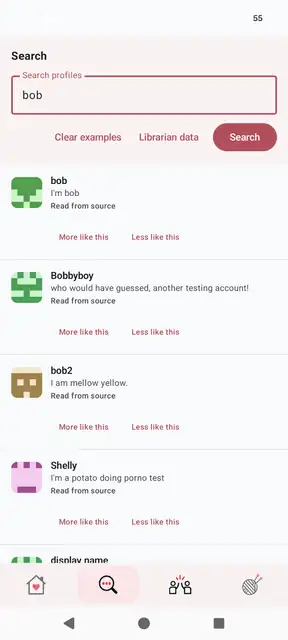 55
Search
Search profiles
bob
Clear examples
Librarian data
Search
bob
I'm bob
Read from source
More like this
Less like this
Bobbyboy
who would have guessed, another testing account!
Read from source
More like this
Less like this
bob2
I am mellow yellow.
Read from source
More like this
Less like this
Shelly
I'm a potato doing porno test
Read from source
More like this
Less like this
display name